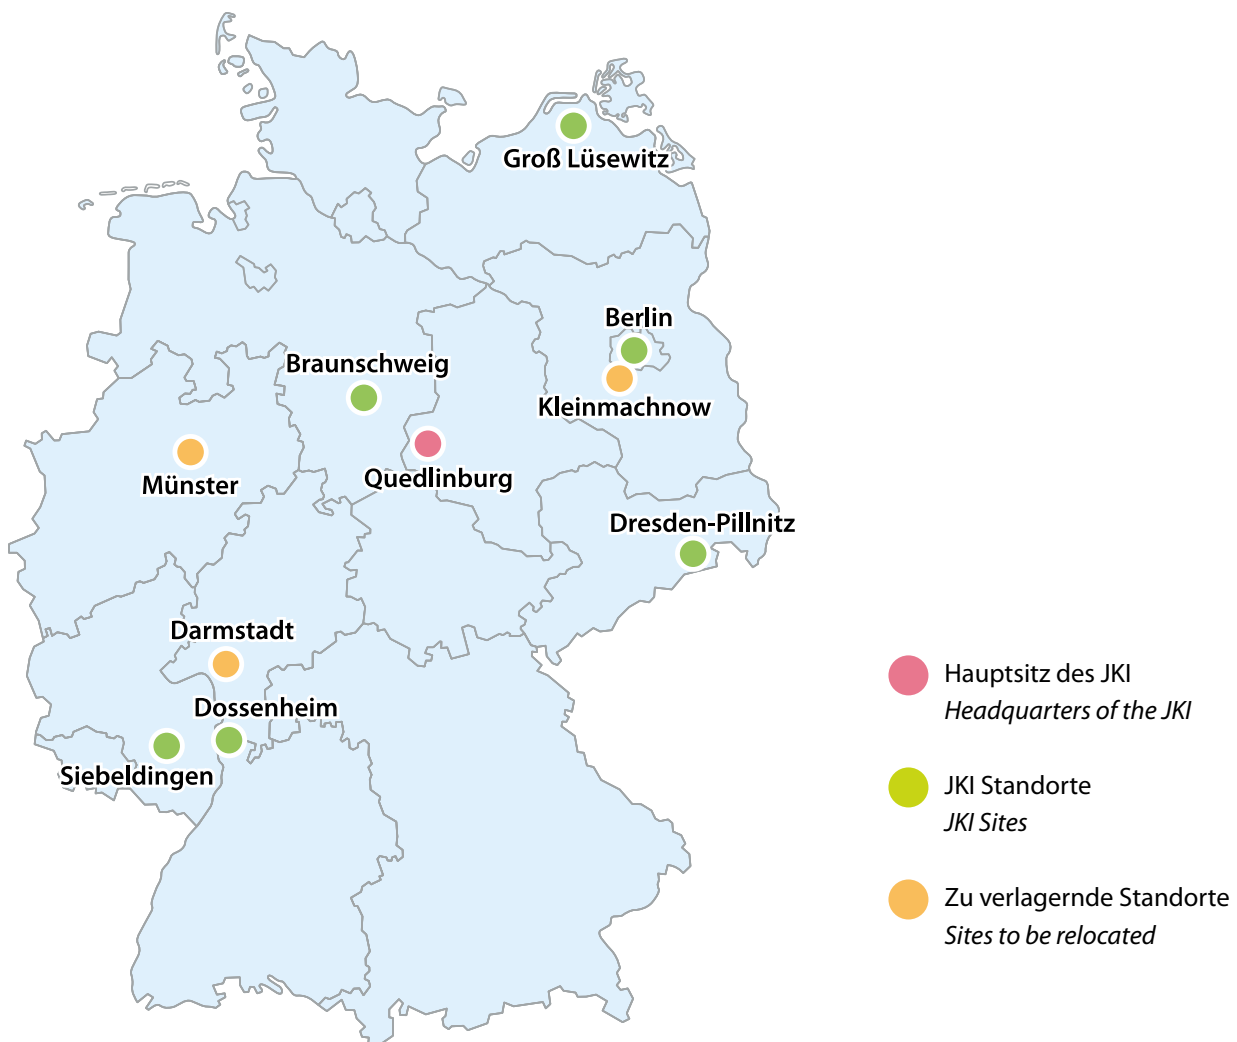 Groß Lüsewitz
Berlin
Braunschweig
Kleinmachnow
Münster
Quedlinburg
Dresden-Pillnitz
Darmstadt
Dossenheim
Siebeldingen
Hauptsitz des JKI
Headquarters of the JKI
JKI Standorte
JKI Sites
Zu verlagernde Standorte
Sites to be relocated